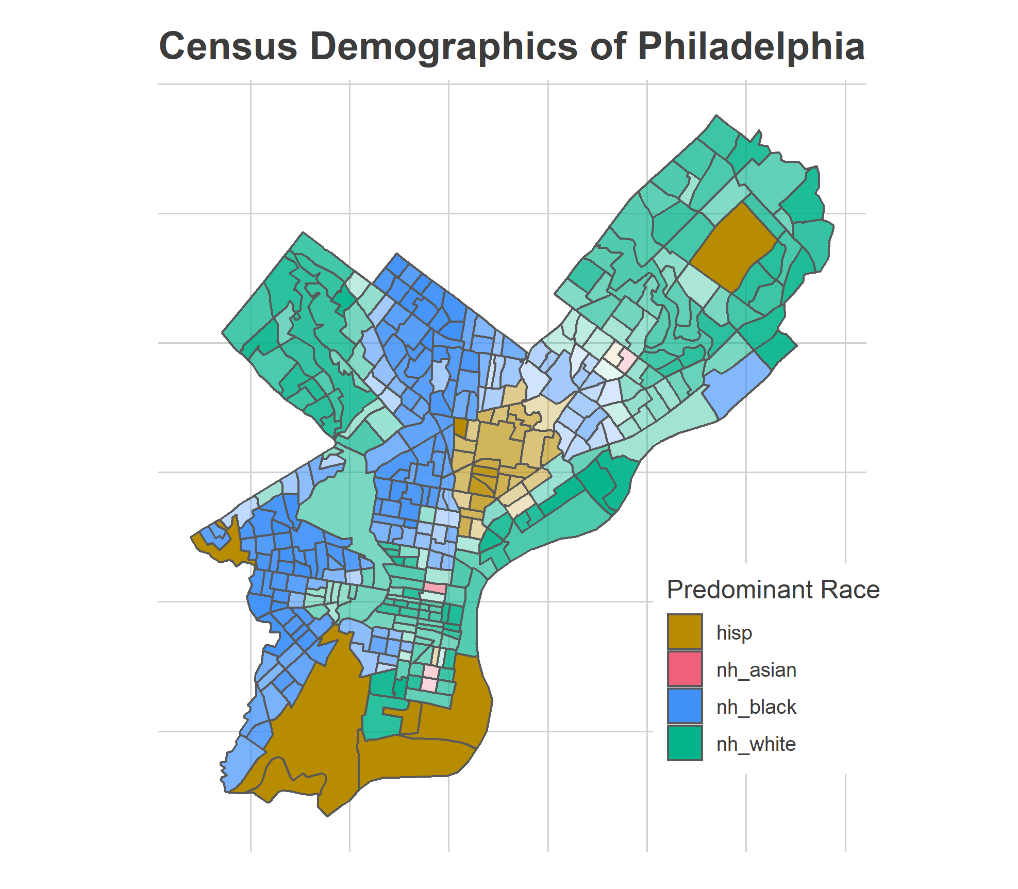 Census Demographics of Philadelphia
Predominant Race
hisp
nh_asian
nh_black
nh_white